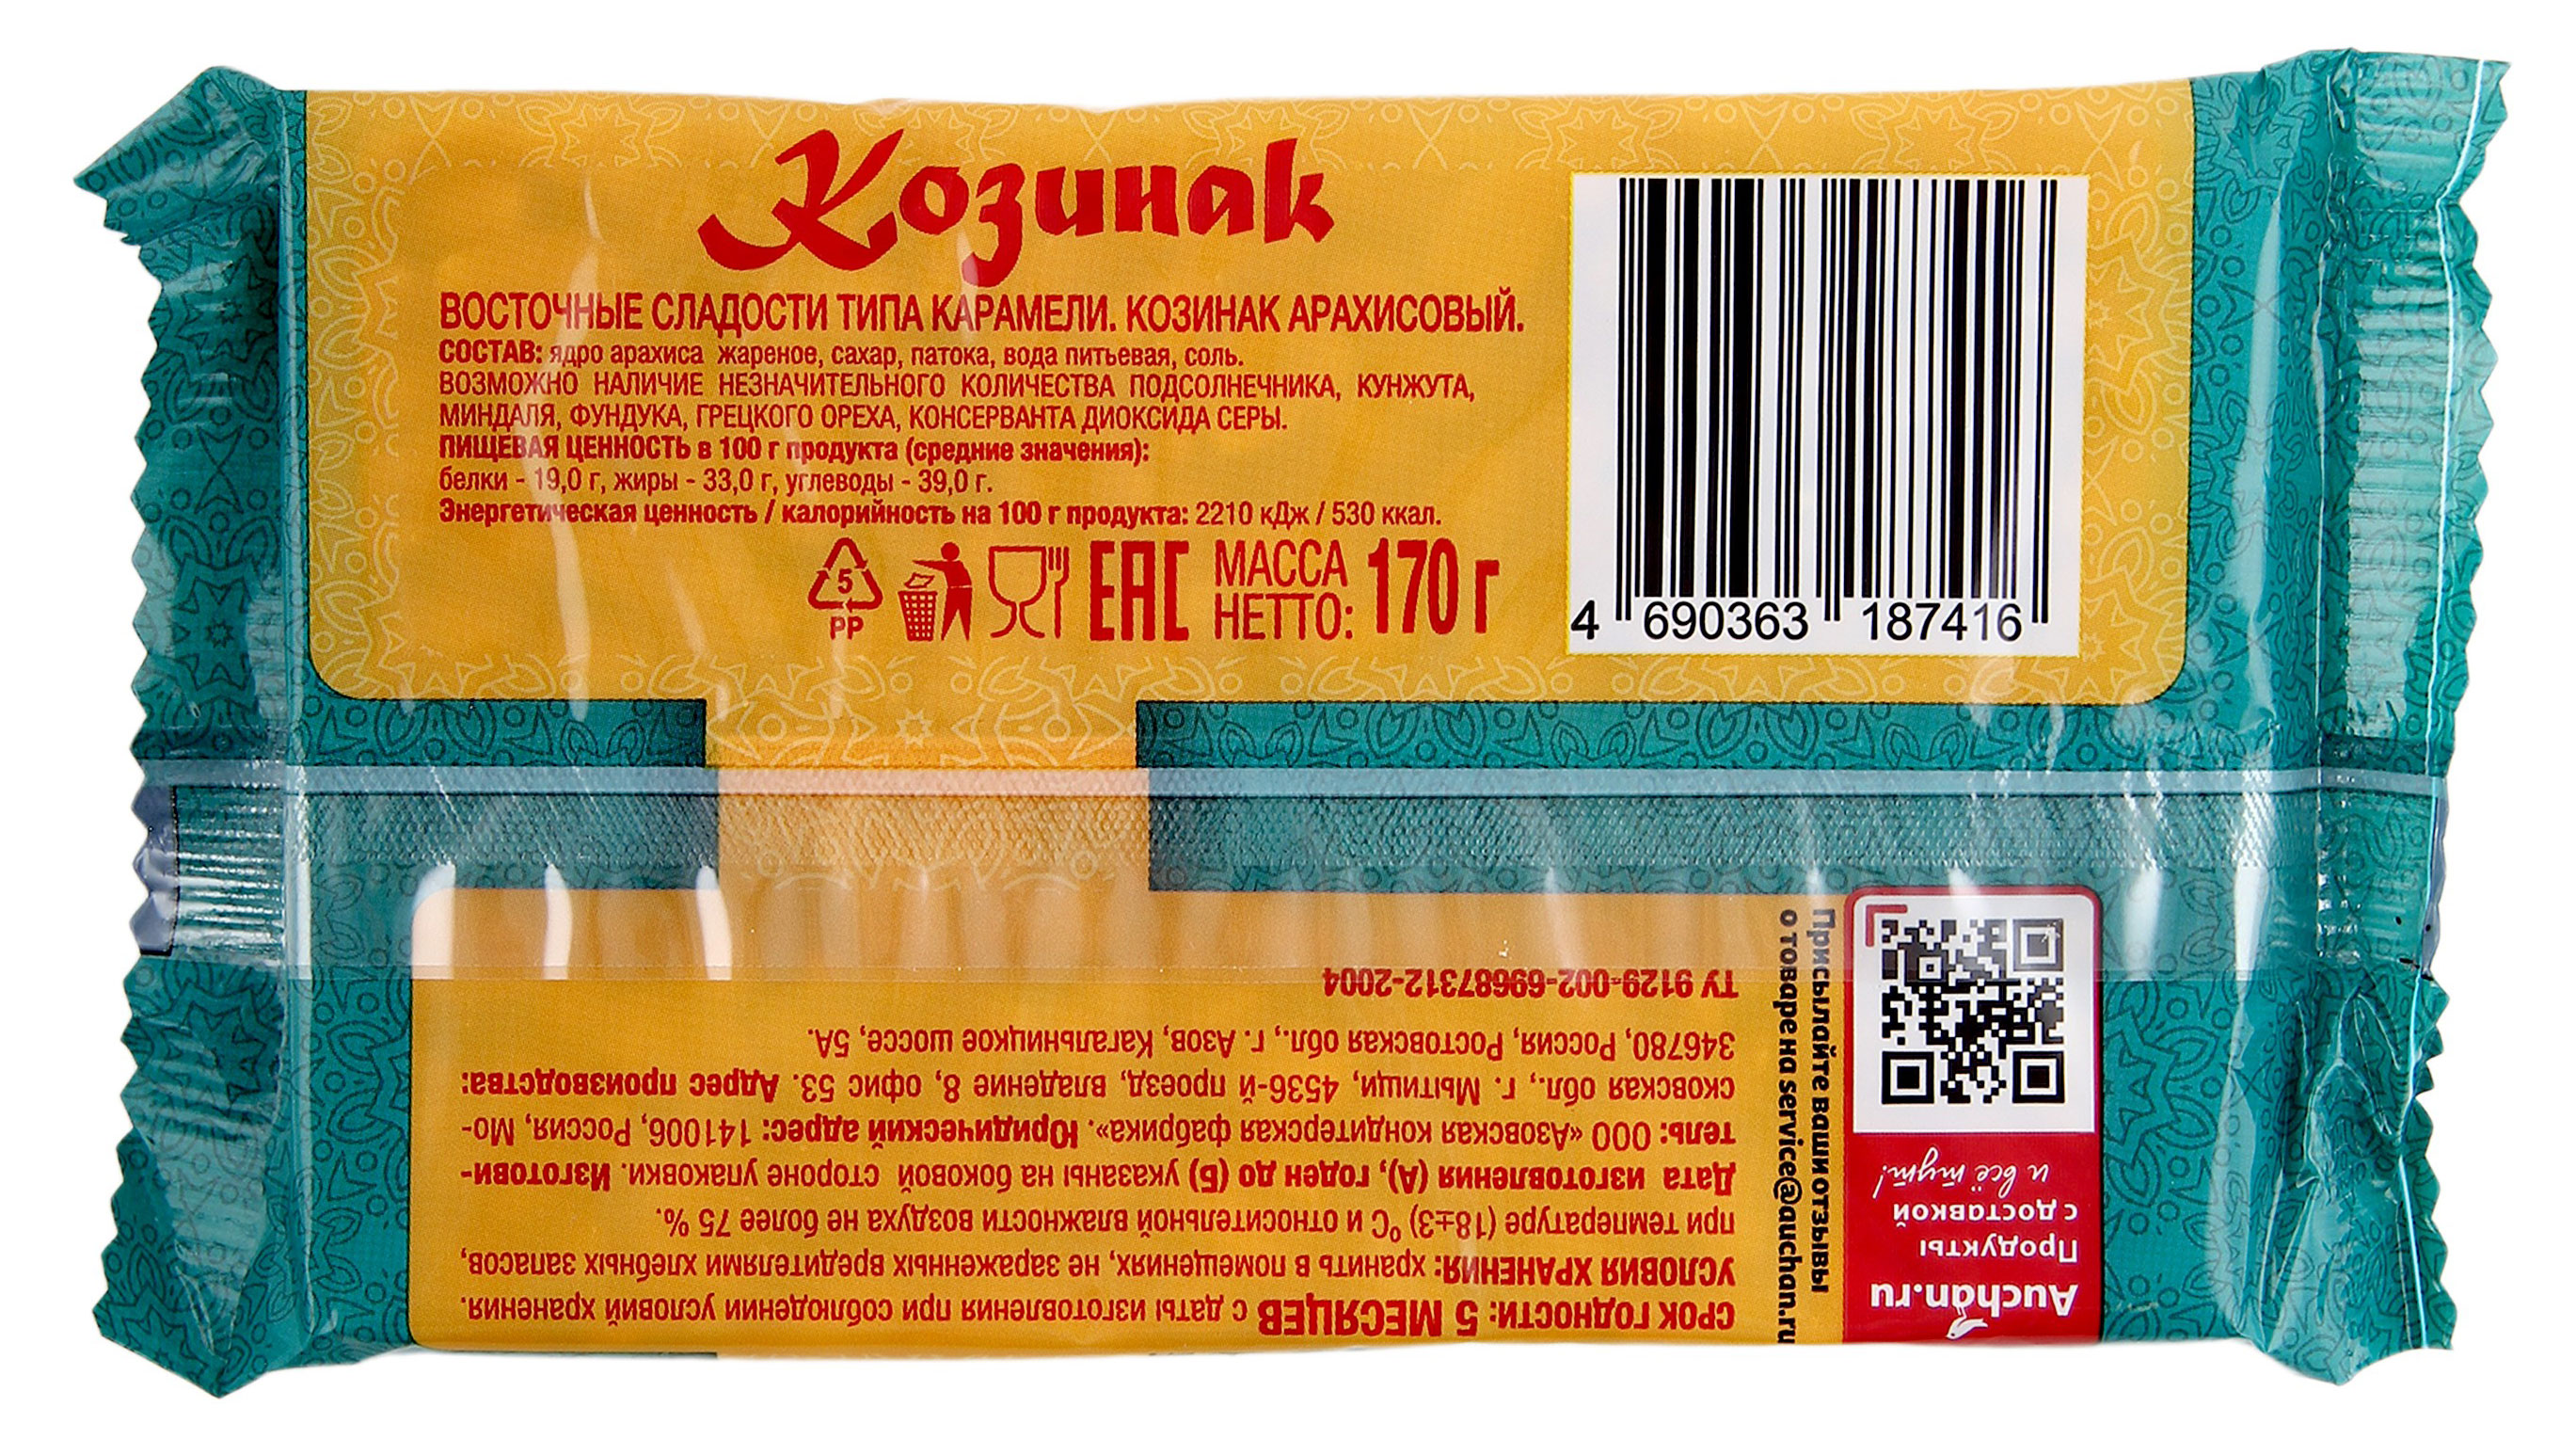 Козинак
ВОСТОЧНЫЕ СЛАДОСТИ ТИПА КАРАМЕЛИ. КОЗИНАК АРАХИСОВЫЙ.
СОСТАВ: ядро арахиса жареное, сахар, патока, вода питьевая, соль.
ВОЗМОЖНО НАЛИЧИЕ НЕЗНАЧИТЕЛЬНОГО КОЛИЧЕСТВА ПОДСОЛНЕЧНИКА, КУНЖУТА,
МИНДАЛЯ, ФУНДУКА, ГРЕЦКОГО ОРЕХА, КОНСЕРВАНТА ДИОКСИДА СЕРЫ.
ПИЩЕВАЯ ЦЕННОСТЬ в 100 г продукта (средние значения):
белки - 19,0 г, жиры - 33,0 г, углеводы - 39,0 г.
Энергетическая ценность / калорийность на 100 г продукта: 2210 кДж / 530 ккал.
5
PP
EAC
МАССА
НЕТТО: 170 г
4 690363 187416
СРОК ГОДНОСТИ: 5 МЕСЯЦЕВ с даты изготовления при соблюдении условий хранения.
УСЛОВИЯ ХРАНЕНИЯ: хранить в помещениях, не зараженных вредителями хлебных запасов,
при температуре (18±3) °С и относительной влажности воздуха не более 75 %.
Дата изготовления (А), годен до (Б) указаны на боковой стороне упаковки. Изготови-
тель: ООО «Азовская кондитерская фабрика». Юридический адрес: 141006, Россия, Мо-
сковская обл., г. Мытищи, 4536-й проезд, владение 8, офис 53. Адрес производства:
346780, Россия, Ростовская обл., г. Азов, Кагальницкое шоссе, 5А.
ТУ 9129-002-69687312-2004
Присылайте ваши отзывы
о товаре на service@auchan.ru
Auchan.ru
Продукты
с доставкой
и всё тут!